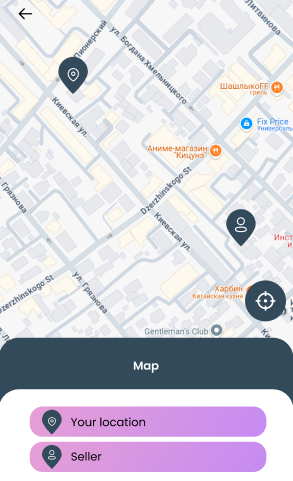 Литвинова
Пионерский
ул. Богдана Хмельницкого
ШашлыкоFF
гриль
Fix Price
Универсаль
Киевская ул.
Аниме-магазин
"Кицунэ"
Dzerzhinskogo St
Грязнова
Киевская ул.
Инст
и
ул. Грязнова
Харбин
Китайская кухня
Dzerzhinskogo St
Gentleman's Club
Map
Your location
Seller